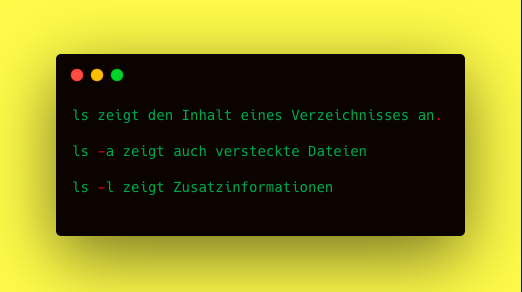 ls zeigt den Inhalt eines Verzeichnisses an.
ls -a zeigt auch versteckte Dateien
ls -l zeigt Zusatzinformationen